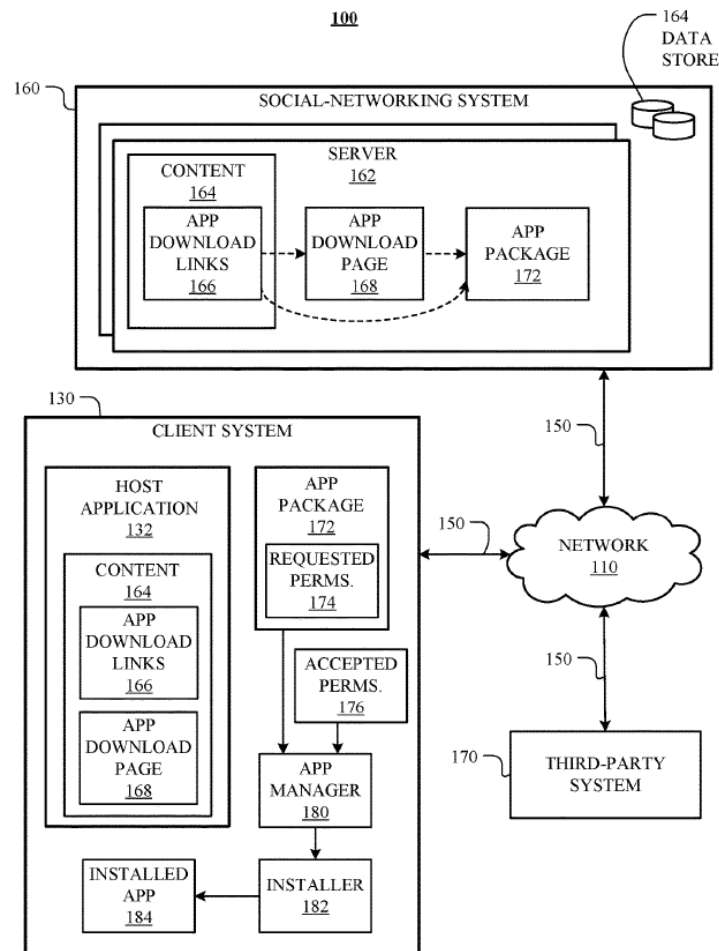 100
164
DATA
STORE
160
SOCIAL-NETWORKING SYSTEM
SERVER
162
CONTENT
164
APP
DOWNLOAD
LINKS
166
APP
DOWNLOAD
PAGE
168
APP
PACKAGE
172
130
CLIENT SYSTEM
HOST
APPLICATION
132
CONTENT
164
APP
DOWNLOAD
LINKS
166
APP
DOWNLOAD
PAGE
168
APP
PACKAGE
172
REQUESTED
PERMS.
174
ACCEPTED
PERMS.
176
APP
MANAGER
180
INSTALLER
182
INSTALLED
APP
184
150
150
NETWORK
110
150
170
THIRD-PARTY
SYSTEM